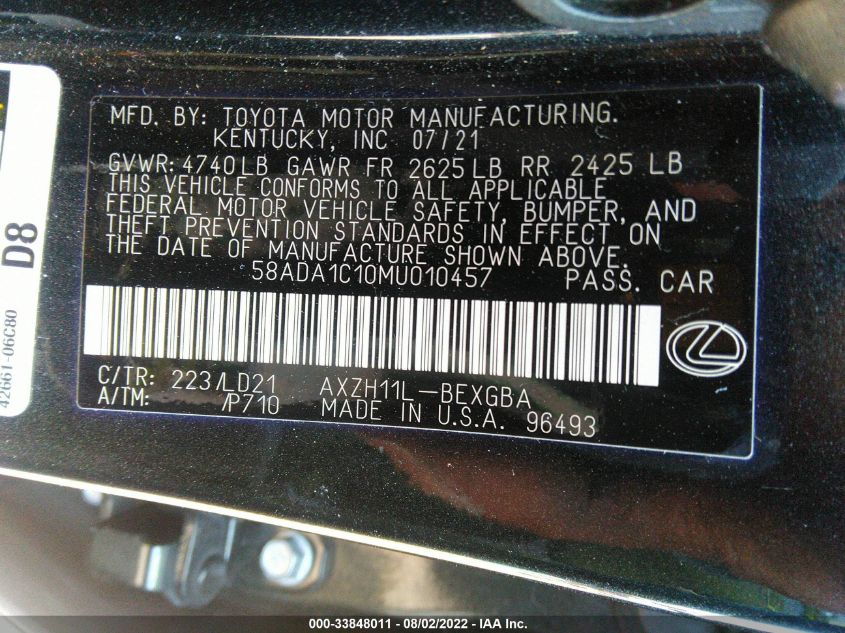 MFD. BY: TOYOTA MOTOR MANUFACTURING.
KENTUCKY, INC 07/21
GVWR: 4740LB GAWR FR 2625 LB RR 2425 LB
THIS VEHICLE CONFORMS TO ALL APPLICABLE
FEDERAL MOTOR VEHICLE SAFETY, BUMPER, AND
THEFT PREVENTION STANDARDS IN EFFECT ON
THE DATE OF MANUFACTURE SHOWN ABOVE.
58ADA1C10MU010457 PASS. CAR
C/TR: 223/LD21 AXZH11L-BEXGBA
A/TM: /P710 MADE IN U.S.A. 96493
D8
42661-06C80
000-33848011 - 08/02/2022 - IAA Inc.